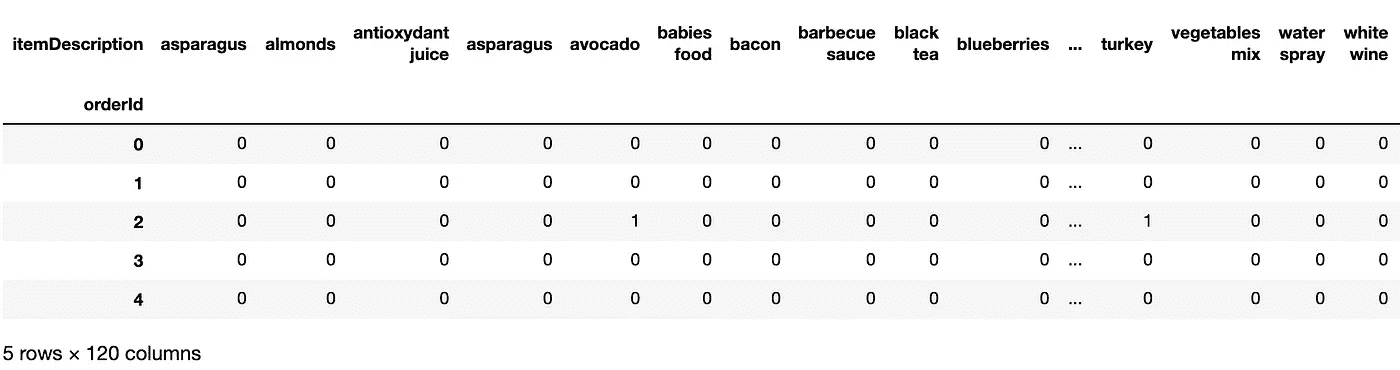 itemDescription asparagus almonds antioxydant juice asparagus avocado babies food bacon barbecue sauce black tea blueberries ... turkey vegetables mix water spray white wine
orderId
0 0 0 0 0 0 0 0 0 0 0 ... 0 0 0 0
1 0 0 0 0 0 0 0 0 0 0 ... 0 0 0 0
2 0 0 0 0 1 0 0 0 0 0 ... 1 0 0 0
3 0 0 0 0 0 0 0 0 0 0 ... 0 0 0 0
4 0 0 0 0 0 0 0 0 0 0 ... 0 0 0 0
5 rows × 120 columns